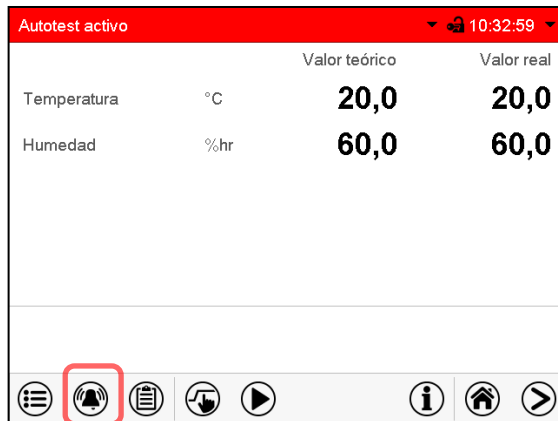 Autotest activo 10:32:59
Valor teórico Valor real
Temperatura °C 20,0 20,0
Humedad %hr 60,0 60,0